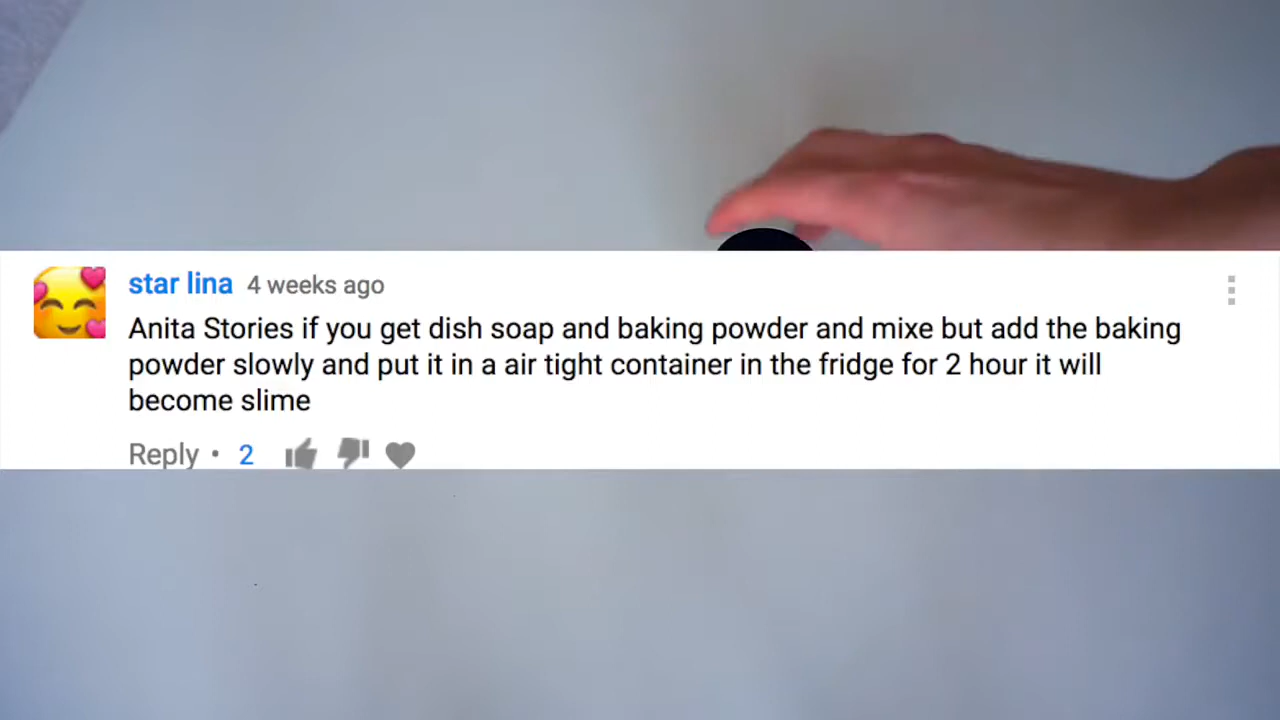 star lina 4 weeks ago
Anita Stories if you get dish soap and baking powder and mixe but add the baking
powder slowly and put it in a air tight container in the fridge for 2 hour it will
become slime
Reply • 2